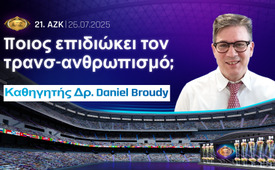 21. AZK | 26.07.2025
Ποιος επιδιώκει τον
τρανσ-ανθρωπισμό;
Καθηγητής Δρ. Daniel Broudy